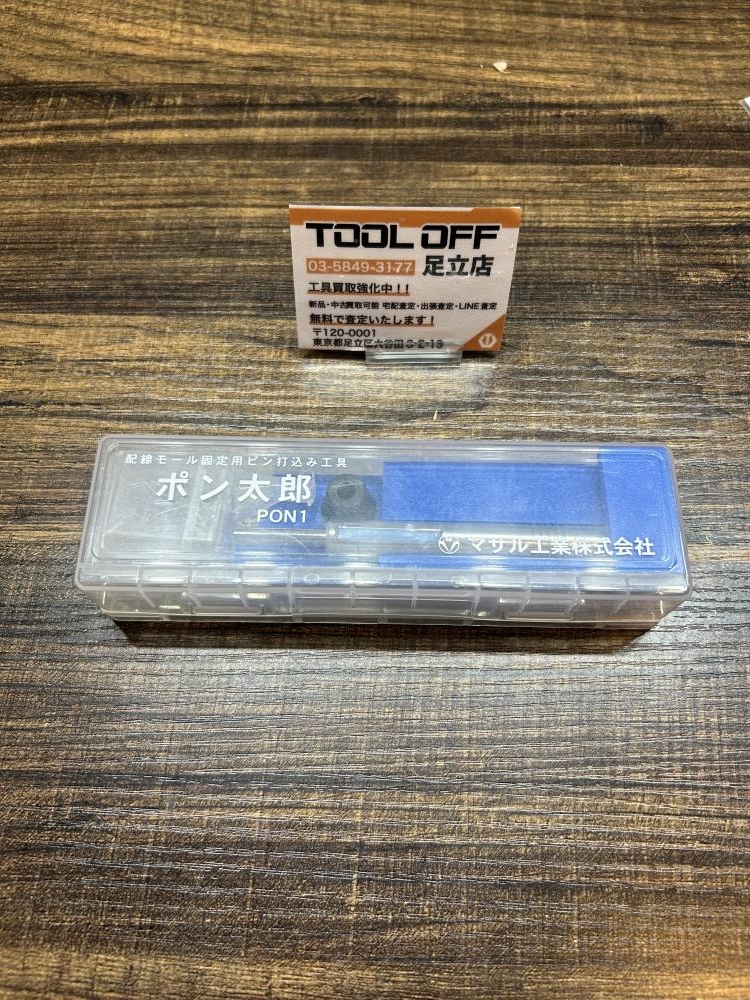 TOOL OFF
03-5849-3177 足立店
工具買取強化中!!
新品・中古買取可能 宅配査定・出張査定・LINE査定
無料で査定いたします!
〒120-0001
東京都足立区六谷田 3-2-19
配線モール固定用ピン打込み工具
ポン太郎
PON1
マサル工業株式会社